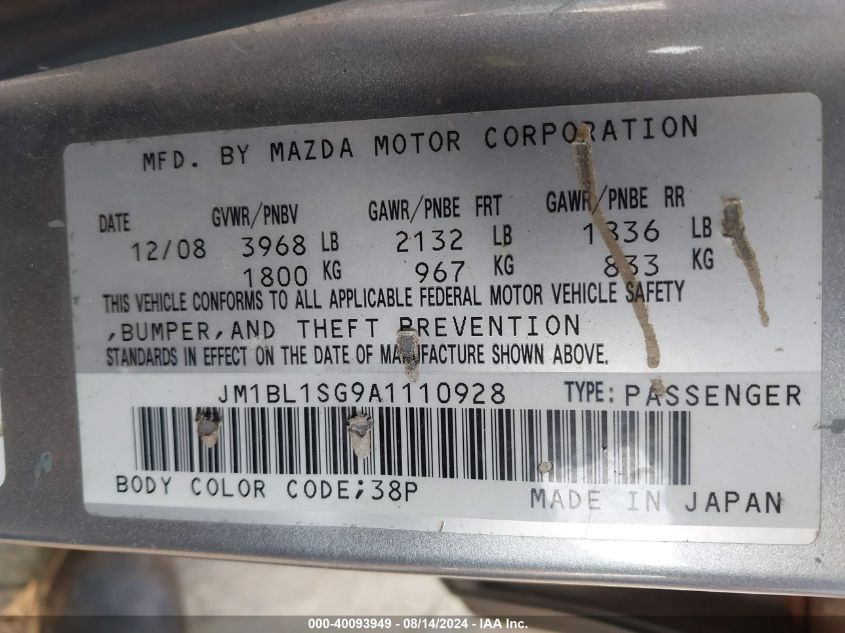 MFD. BY MAZDA MOTOR CORPORATION
DATE GVWR/PNBV GAWR/PNBE FRT GAWR/PNBE RR
12/08 3968 LB 2132 LB 1836 LB
1800 KG 967 KG 833 KG
THIS VEHICLE CONFORMS TO ALL APPLICABLE FEDERAL MOTOR VEHICLE SAFETY
,BUMPER,AND THEFT PREVENTION
STANDARDS IN EFFECT ON THE DATE OF MANUFACTURE SHOWN ABOVE.
JM1BL1SG9A1110928 TYPE: PASSENGER
BODY COLOR CODE;38P
MADE IN JAPAN
000-40093949 - 08/14/2024 - IAA Inc.